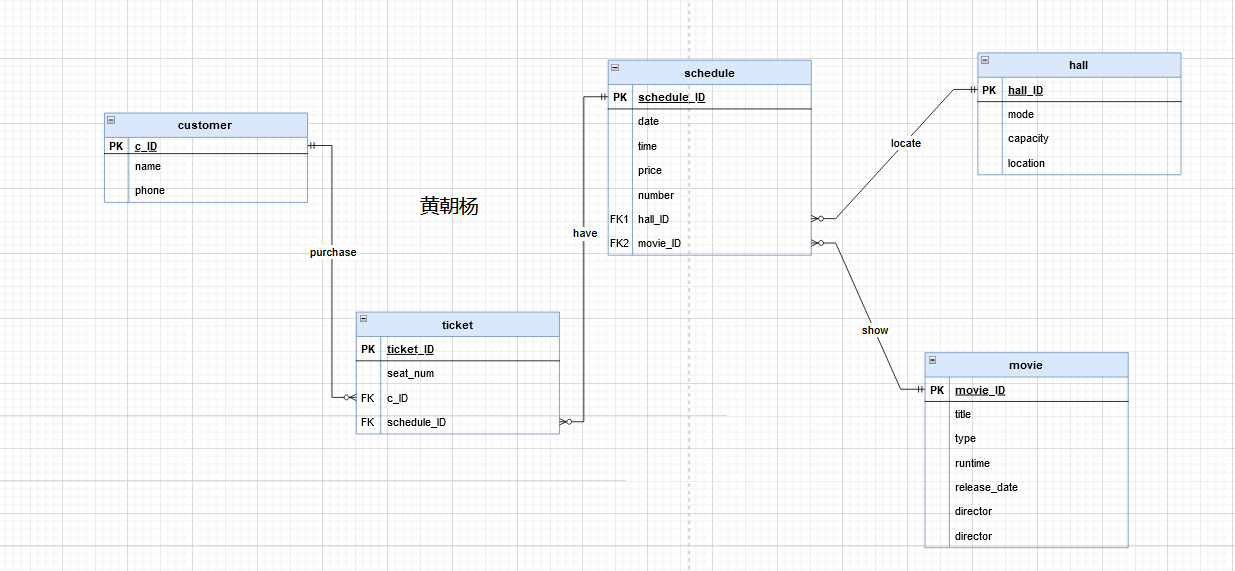 customer
PK c_ID
name
phone
黄朝杨
purchase
ticket
PK ticket_ID
seat_num
FK c_ID
FK schedule_ID
have
schedule
PK schedule_ID
date
time
price
number
FK1 hall_ID
FK2 movie_ID
locate
hall
PK hall_ID
mode
capacity
location
show
movie
PK movie_ID
title
type
runtime
release_date
director
director